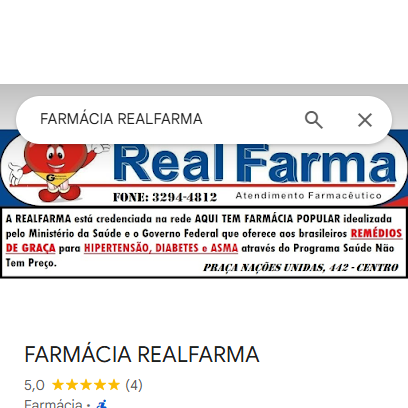 FARMÁCIA REALFARMA
Real Farma
FONE: 3294-4812
Atendimento Farmacêutico
A REALFARMA está credenciada na rede AQUI TEM FARMÁCIA POPULAR idealizada
pelo Ministério da Saúde e o Governo Federal que oferece aos brasileiros REMÉDIOS
DE GRAÇA para HIPERTENSÃO, DIABETES e ASMA através do Programa Saúde Não
Tem Preço.
PRAÇA NAÇÕES UNIDAS, 442 - CENTRO
FARMÁCIA REALFARMA
5,0 (4)
Farmácia ·